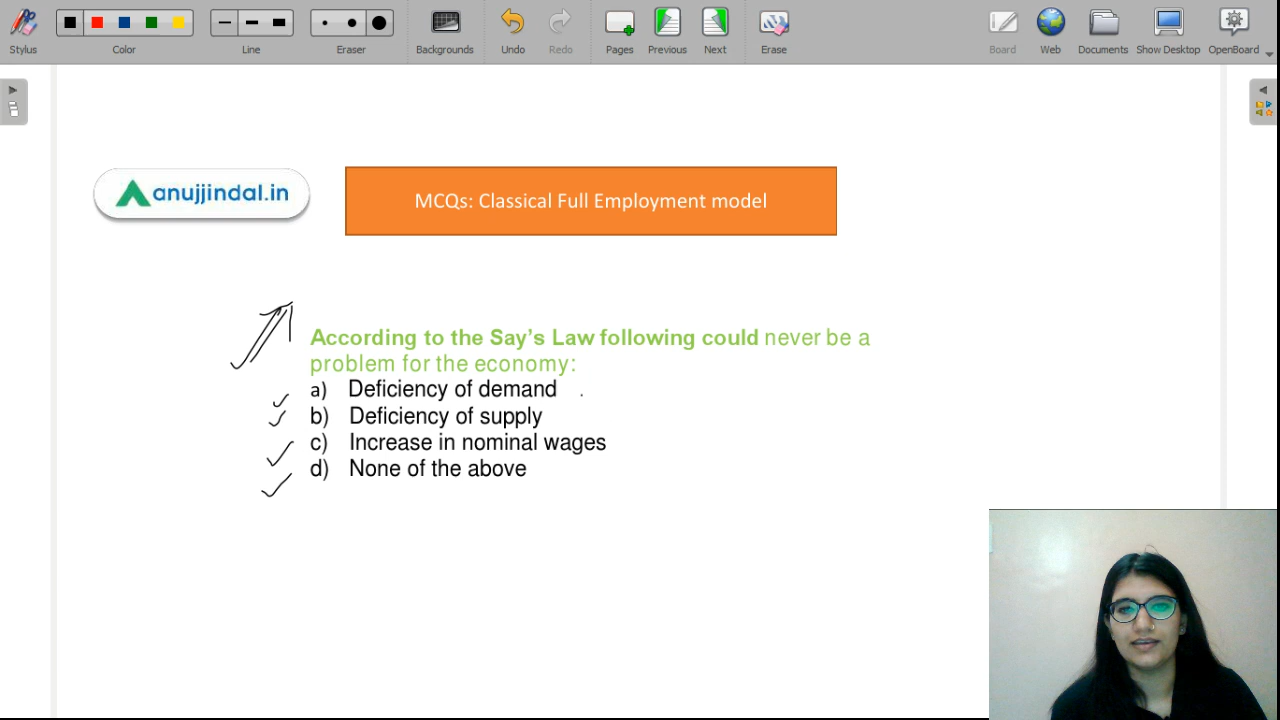 Stylus
Color
Line
Eraser
Backgrounds
Undo
Redo
Pages
Previous
Next
Erase
Board
Web
Documents
Show Desktop
OpenBoard
anujjindal.in
MCQs: Classical Full Employment model
According to the Say's Law following could never be a
problem for the economy:
a) Deficiency of demand
b) Deficiency of supply
c) Increase in nominal wages
d) None of the above